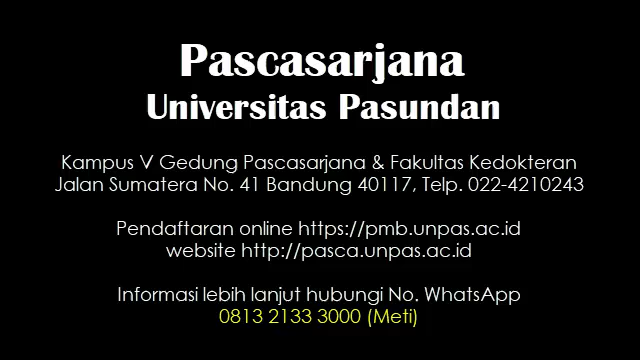 Pascasarjana
Universitas Pasundan
Kampus V Gedung Pascasarjana & Fakultas Kedokteran
Jalan Sumatera No. 41 Bandung 40117, Telp. 022-4210243
Pendaftaran online https://pmb.unpas.ac.id
website http://pasca.unpas.ac.id
Informasi lebih lanjut hubungi No. WhatsApp
0813 2133 3000 (Meti)